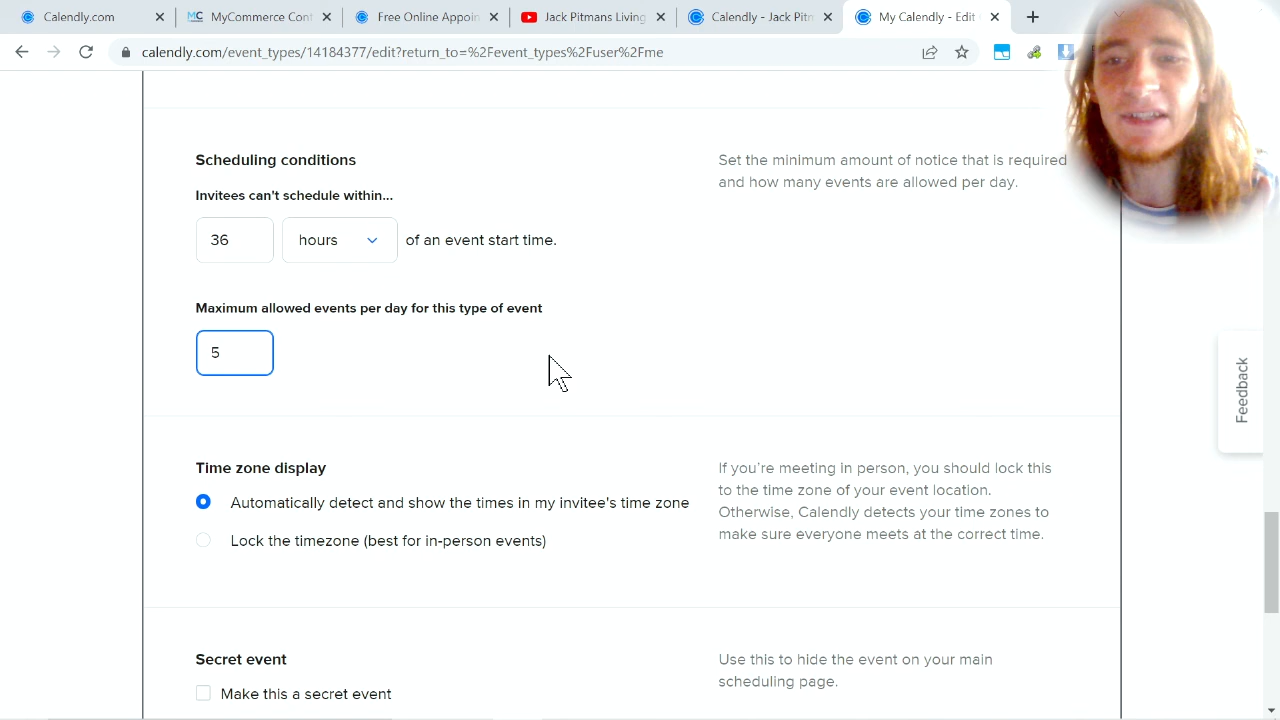 Calendly.com
MyCommerce Cont
Free Online Appoin
Jack Pitmans Living
Calendly - Jack Pitn
My Calendly - Edit
calendly.com/event_types/14184377/edit?return_to=%2Fevent_types%2Fuser%2Fme
Scheduling conditions
Set the minimum amount of notice that is required
and how many events are allowed per day.
Invitees can't schedule within...
36
hours
of an event start time.
Maximum allowed events per day for this type of event
5
Feedback
Time zone display
Automatically detect and show the times in my invitee's time zone
Lock the timezone (best for in-person events)
If you're meeting in person, you should lock this
to the time zone of your event location.
Otherwise, Calendly detects your time zones to
make sure everyone meets at the correct time.
Secret event
Make this a secret event
Use this to hide the event on your main
scheduling page.